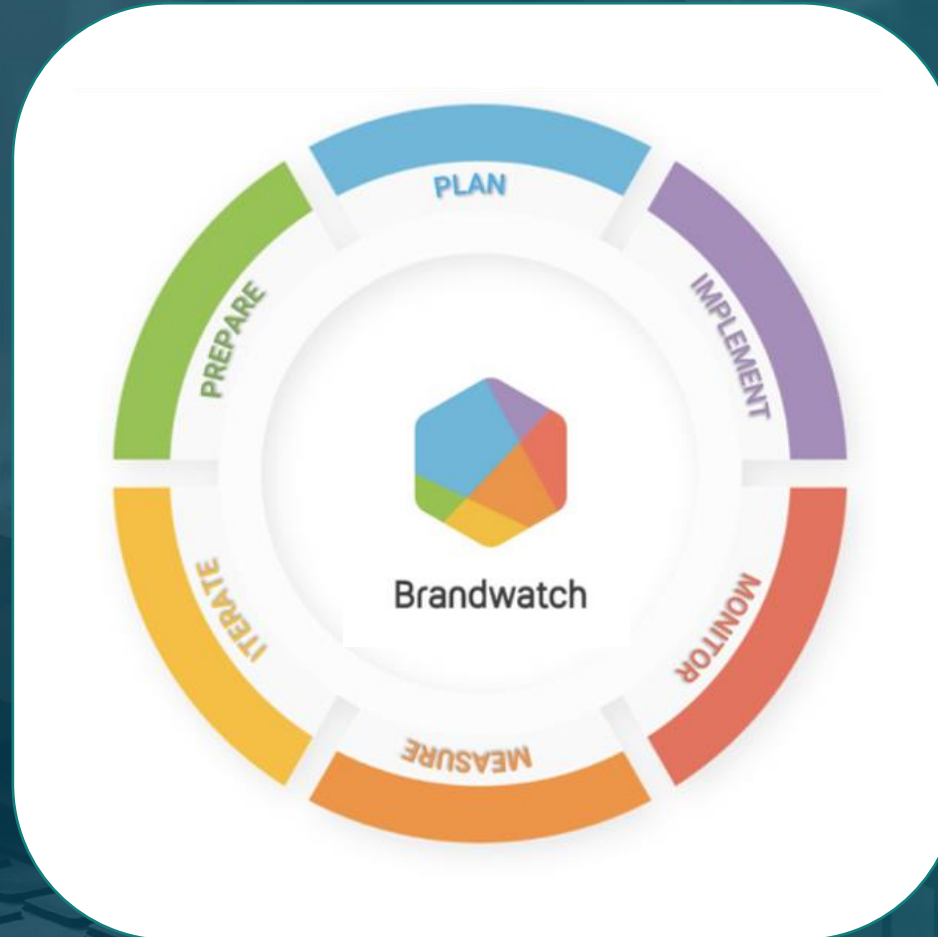 PLAN
IMPLEMENT
MONITOR
MEASURE
ITERATE
PREPARE
Brandwatch